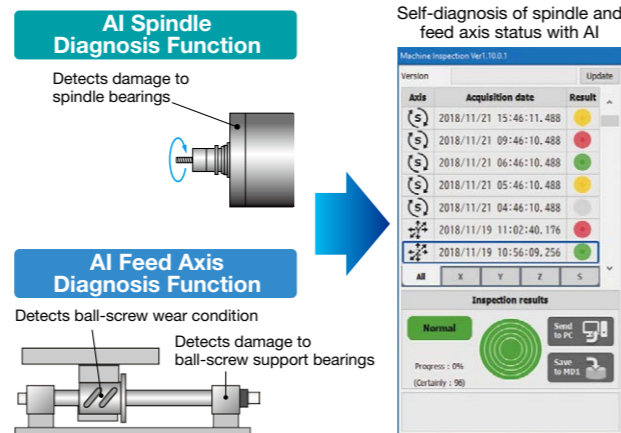 AI Spindle
Diagnosis Function
Detects damage to
spindle bearings
AI Feed Axis
Diagnosis Function
Detects ball-screw wear condition
Detects damage to
ball-screw support bearings
Self-diagnosis of spindle and
feed axis status with AI
Machine Inspection Ver1.10.0.1
Version
Update
Axis Acquisition date Result
S 2018/11/21 15:46:11.488
S 2018/11/21 09:46:10.488
S 2018/11/21 06:46:10.488
S 2018/11/21 05:46:10.488
S 2018/11/21 04:46:10.488
2018/11/19 11:02:40.176
2018/11/19 10:56:09.256
All X Y Z S
Inspection results
Normal
Send
to PC
Progress : 0%
(Certainly : 96)
Save
to MD1